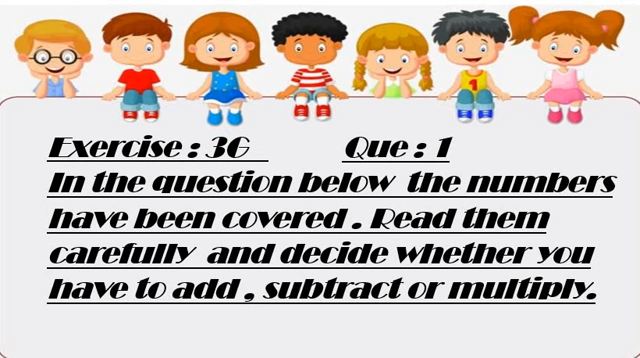 Exercise : 3G Que : 1
In the question below the numbers
have been covered . Read them
carefully and decide whether you
have to add , subtract or multiply.
1